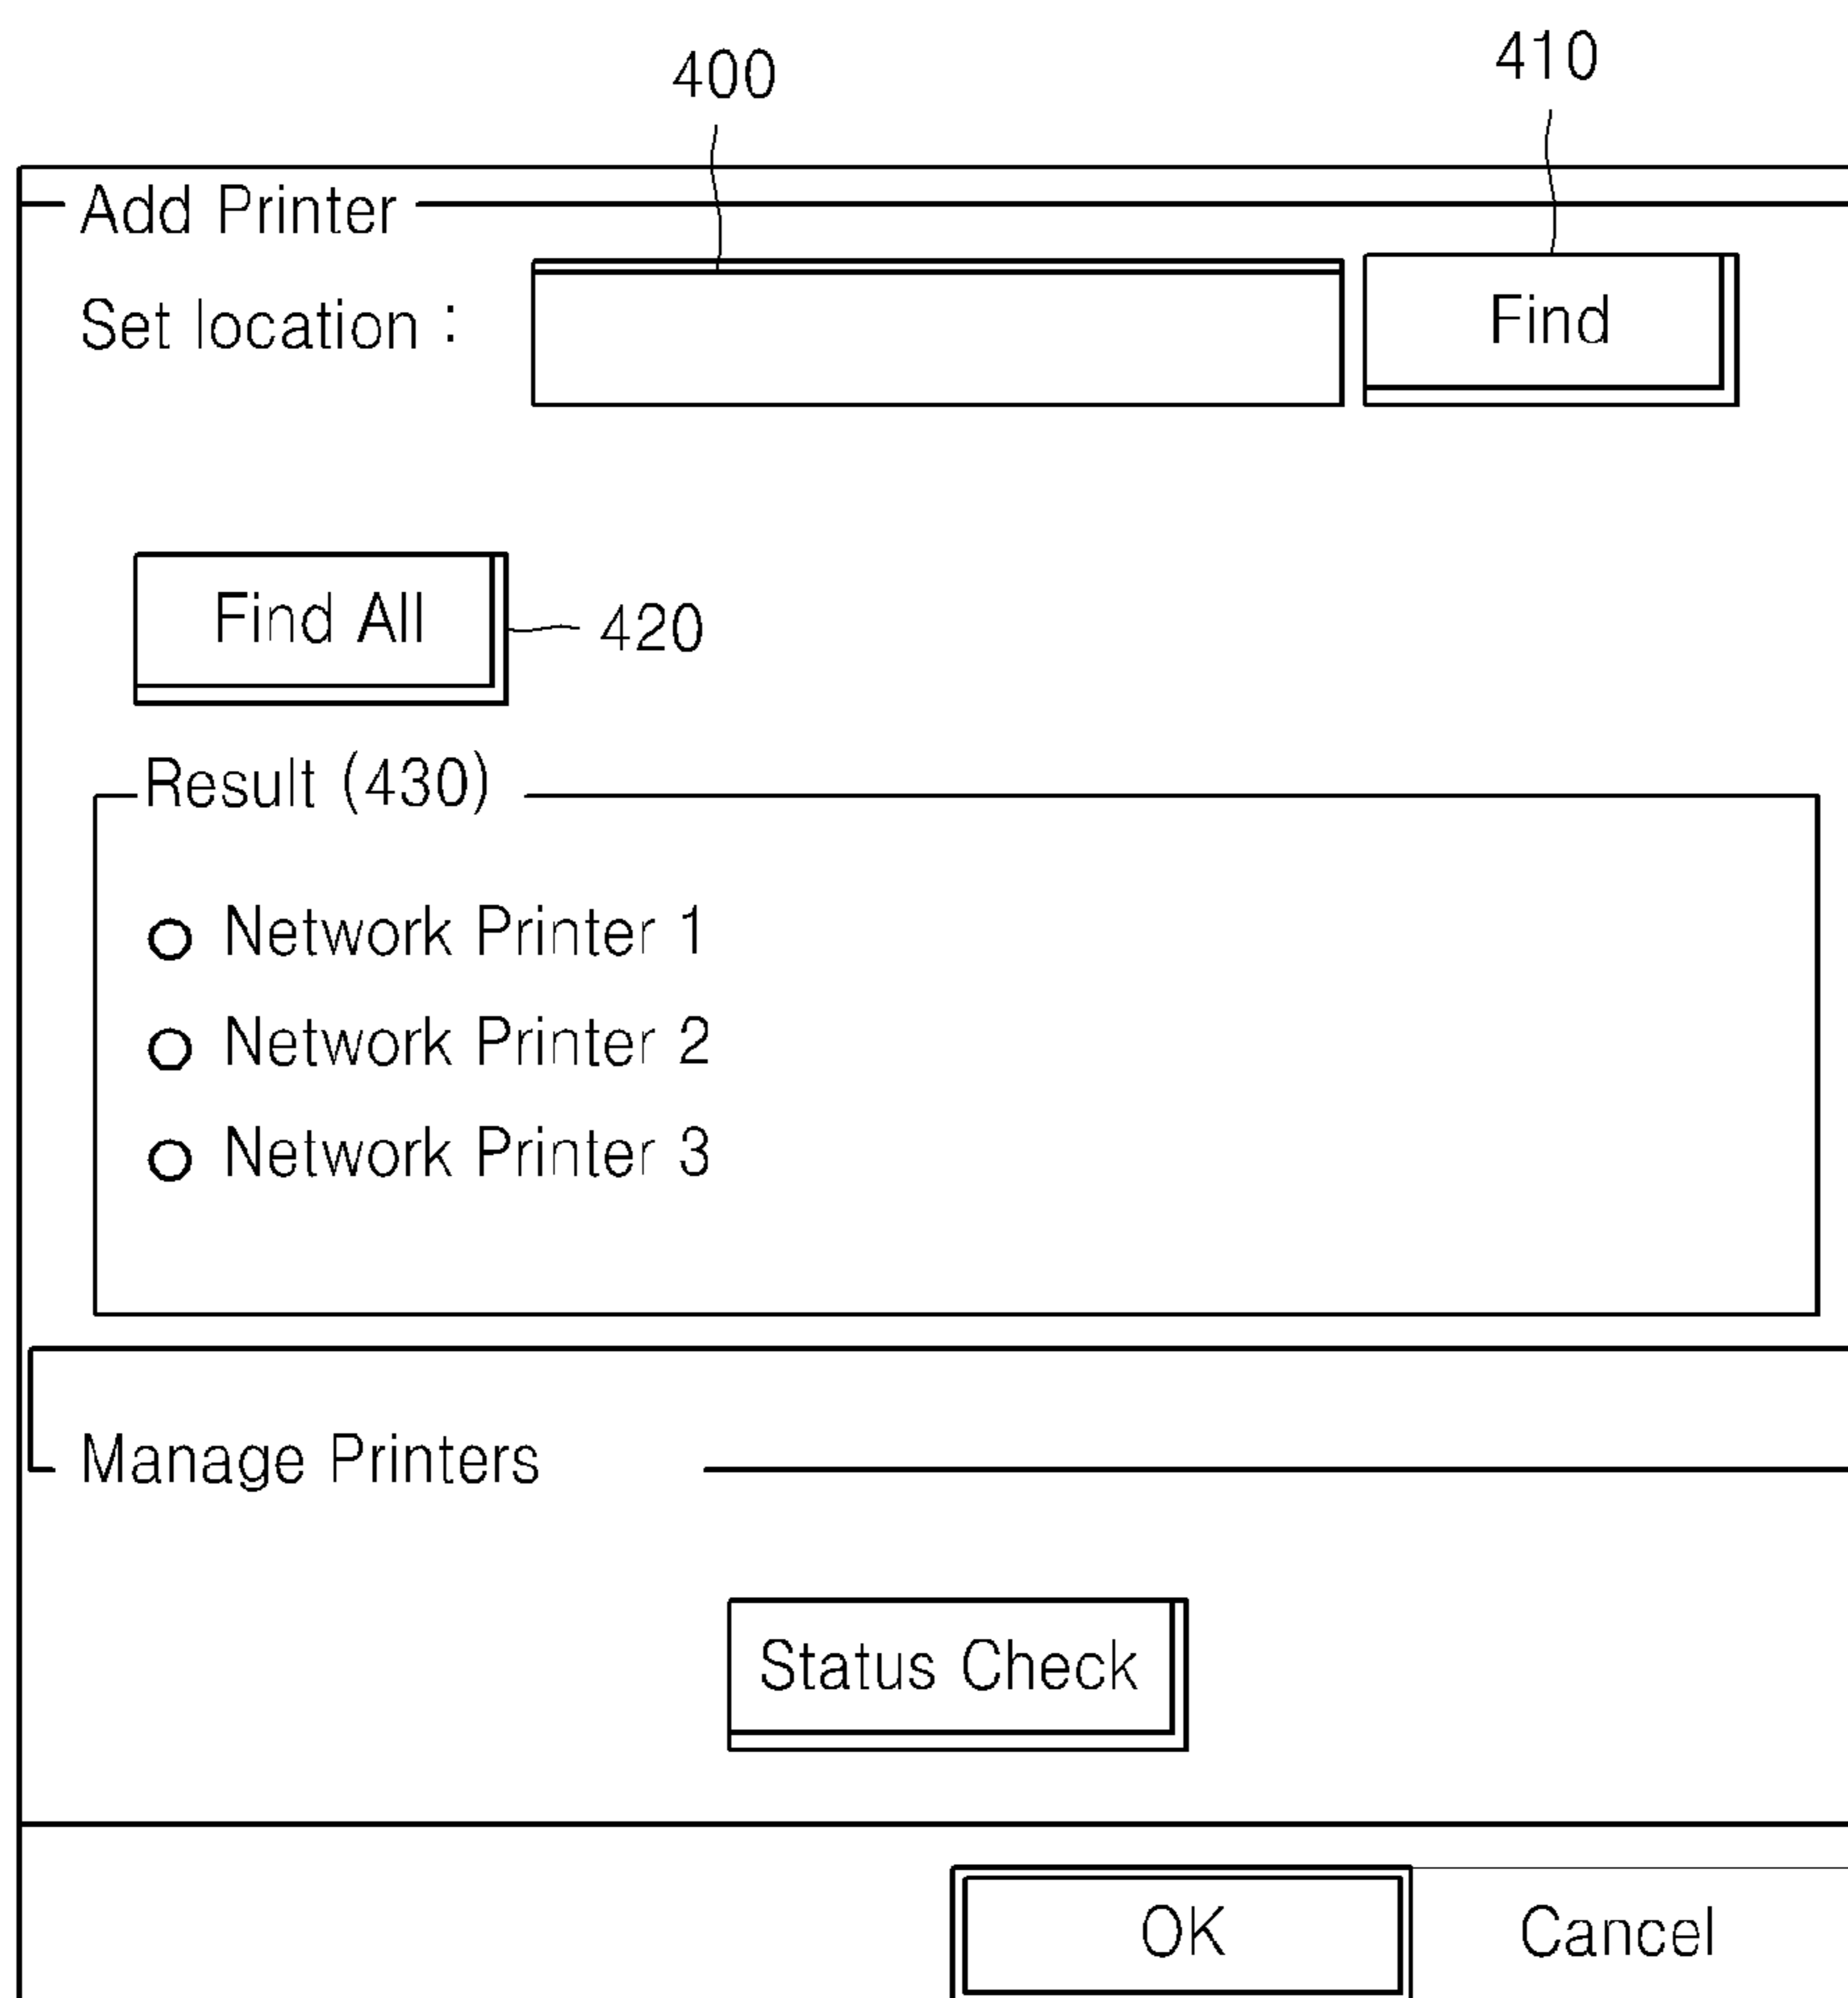 400
410
Add Printer
Set location :
Find
Find All
420
Result (430)
Network Printer 1
Network Printer 2
Network Printer 3
Manage Printers
Status Check
OK
Cancel